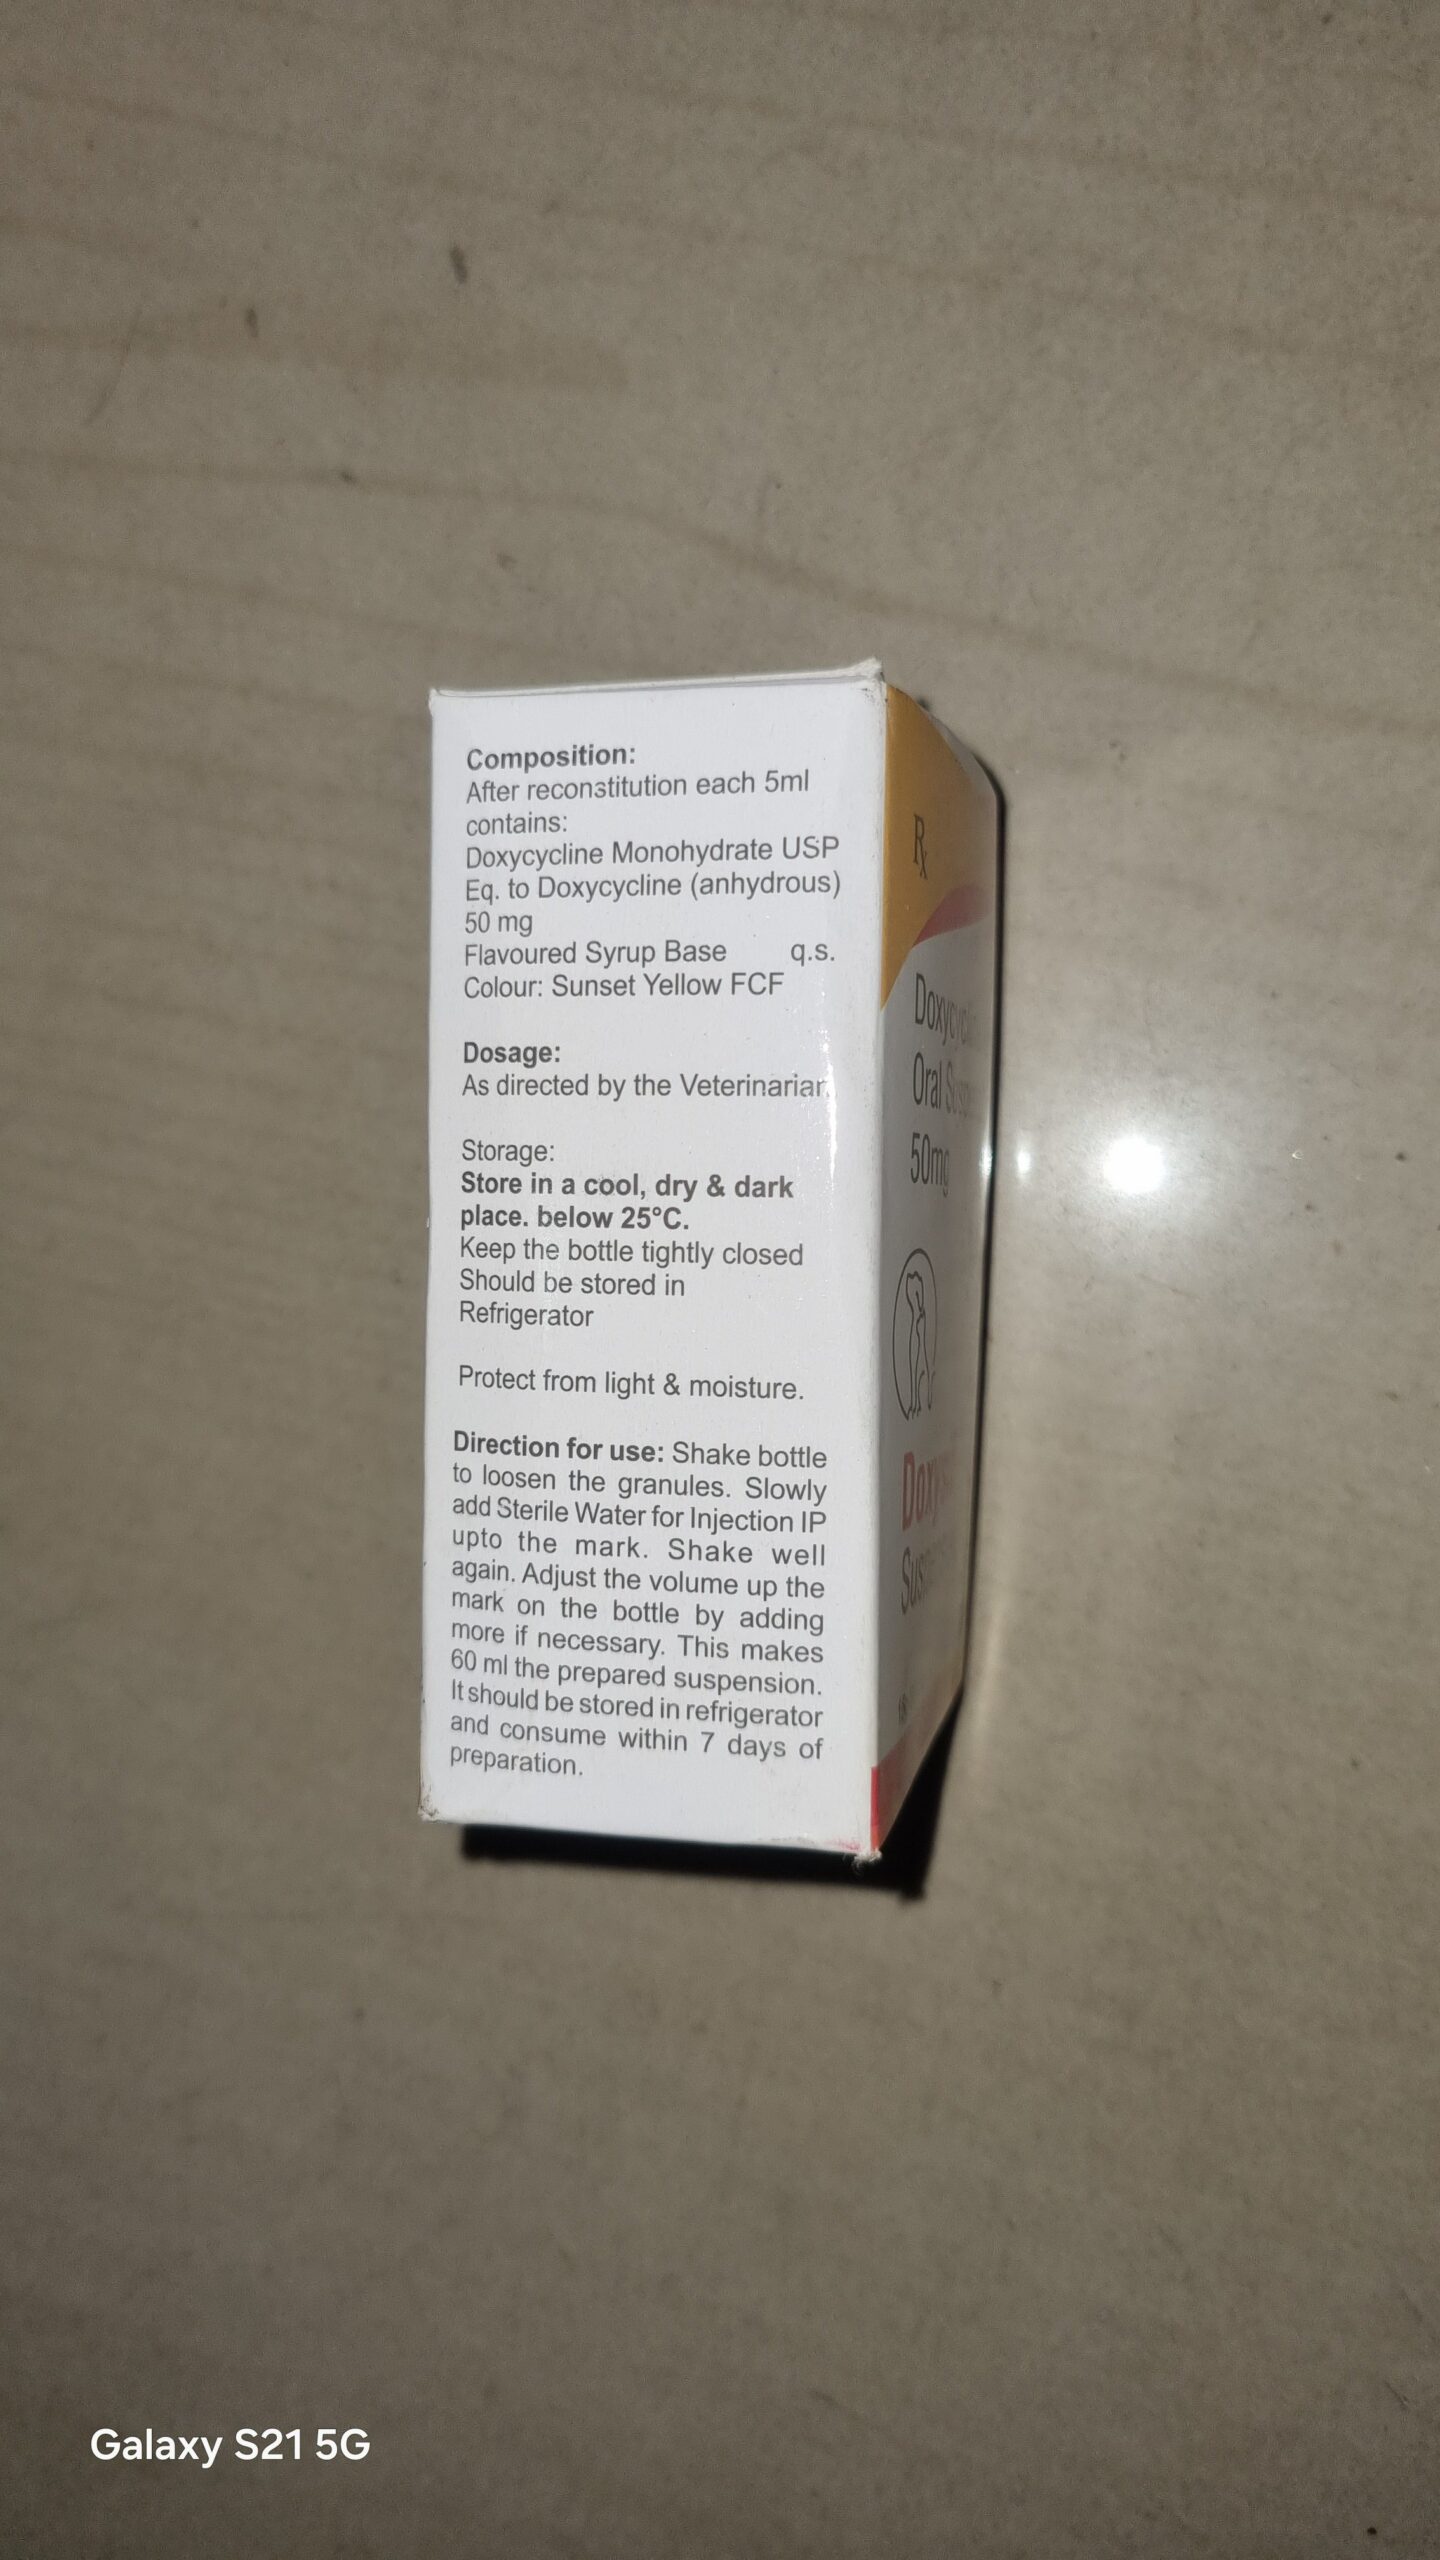 Composition:
After reconstitution each 5ml
contains:
Doxycycline Monohydrate USP
Eq. to Doxycycline (anhydrous)
50 mg
Flavoured Syrup Base q.s.
Colour: Sunset Yellow FCF
Dosage:
As directed by the Veterinarian
Storage:
Store in a cool, dry & dark
place. below 25°C.
Keep the bottle tightly closed
Should be stored in
Refrigerator
Protect from light & moisture.
Direction for use: Shake bottle
to loosen the granules. Slowly
add Sterile Water for Injection IP
upto the mark. Shake well
again. Adjust the volume up the
mark on the bottle by adding
more if necessary. This makes
60 ml the prepared suspension.
It should be stored in refrigerator
and consume within 7 days of
preparation.
Rx
Oral
50mg
Galaxy S21 5G